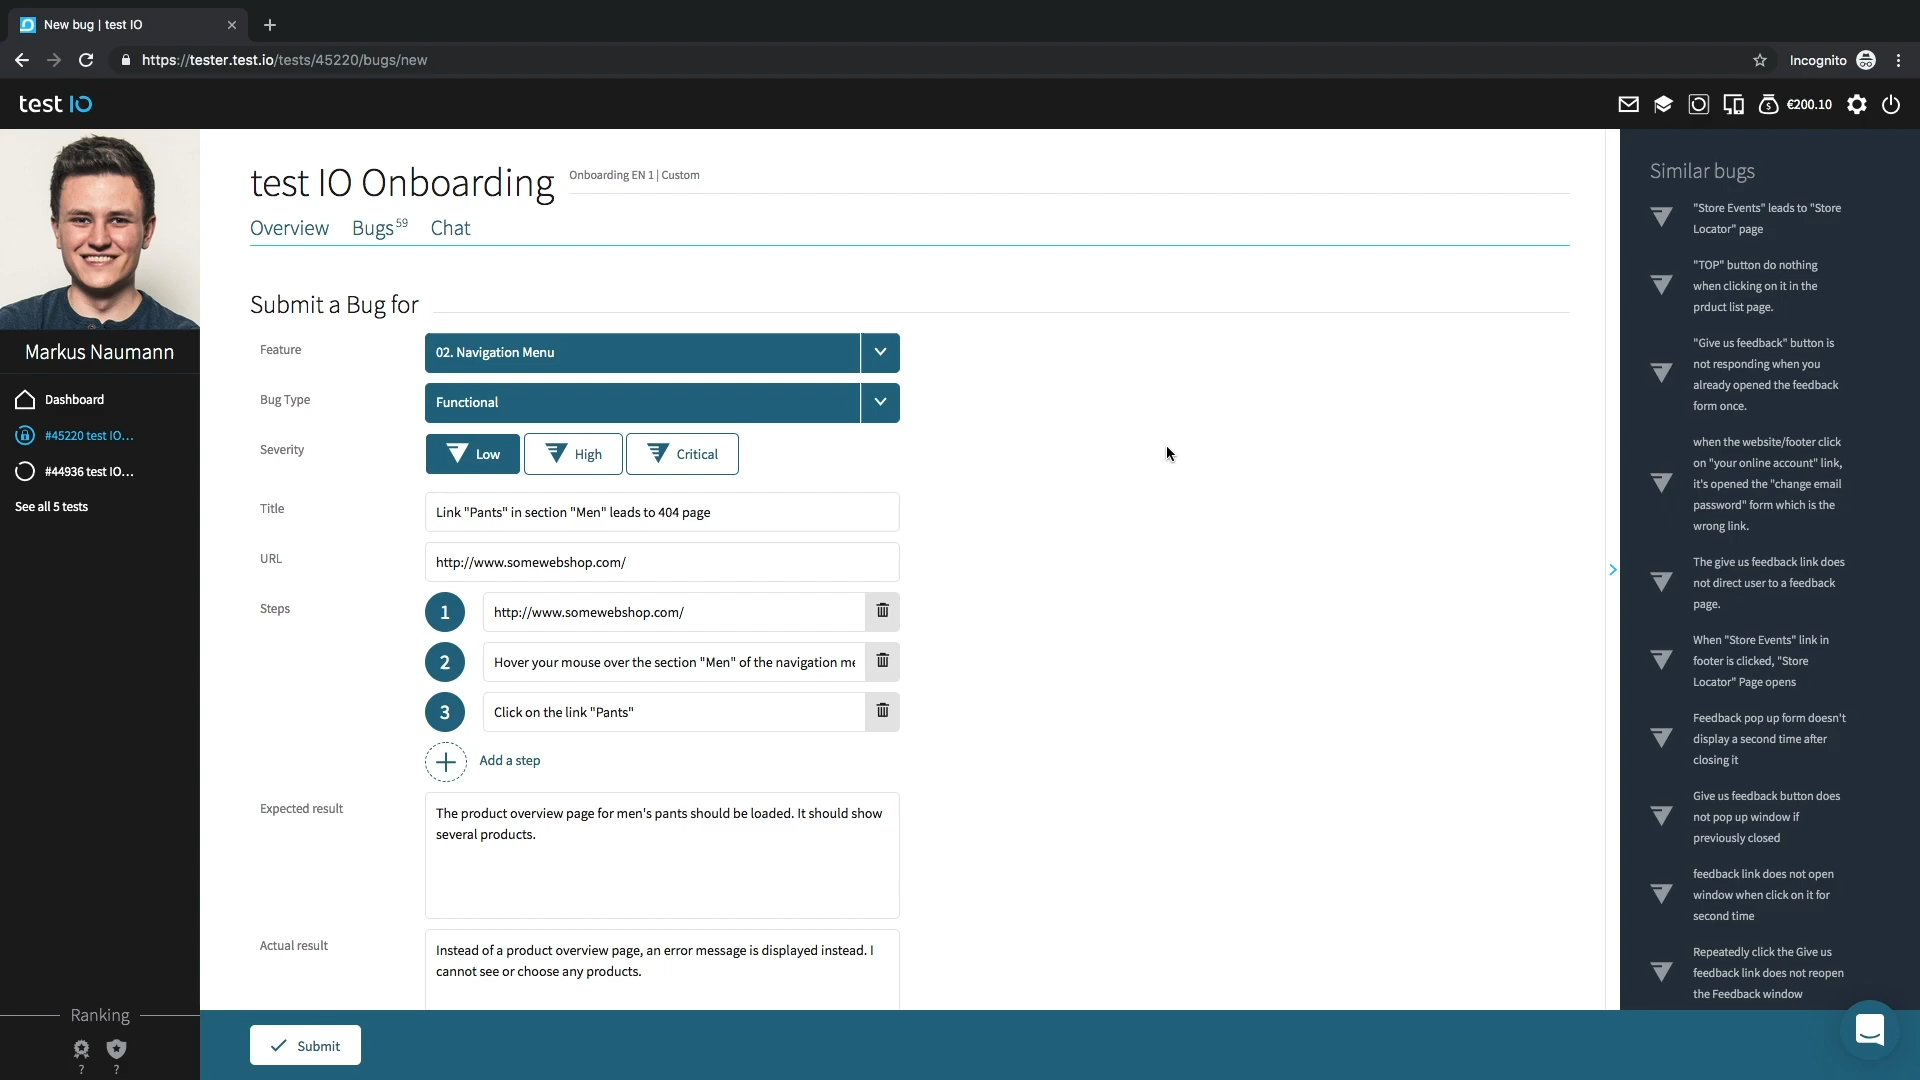 New bug | test IO
https://tester.test.io/tests/45220/bugs/new
Incognito
test IO
€200.10
Markus Naumann
Dashboard
#45220 test IO...
#44936 test IO...
See all 5 tests
Ranking
?
?
test IO Onboarding
Onboarding EN 1 | Custom
Overview
Bugs 59
Chat
Submit a Bug for
Feature
02. Navigation Menu
Bug Type
Functional
Severity
Low
High
Critical
Title
Link "Pants" in section "Men" leads to 404 page
URL
http://www.somewebshop.com/
Steps
1
http://www.somewebshop.com/
2
Hover your mouse over the section "Men" of the navigation me
3
Click on the link "Pants"
Add a step
Expected result
The product overview page for men's pants should be loaded. It should show
several products.
Actual result
Instead of a product overview page, an error message is displayed instead. I
cannot see or choose any products.
Submit
Similar bugs
"Store Events" leads to "Store
Locator" page
"TOP" button do nothing
when clicking on it in the
prduct list page.
"Give us feedback" button is
not responding when you
already opened the feedback
form once.
when the website/footer click
on "your online account" link,
it's opened the "change email
password" form which is the
wrong link.
The give us feedback link does
not direct user to a feedback
page.
When "Store Events" link in
footer is clicked, "Store
Locator" Page opens
Feedback pop up form doesn't
display a second time after
closing it
Give us feedback button does
not pop up window if
previously closed
feedback link does not open
window when click on it for
second time
Repeatedly click the Give us
feedback link does not reopen
the Feedback window